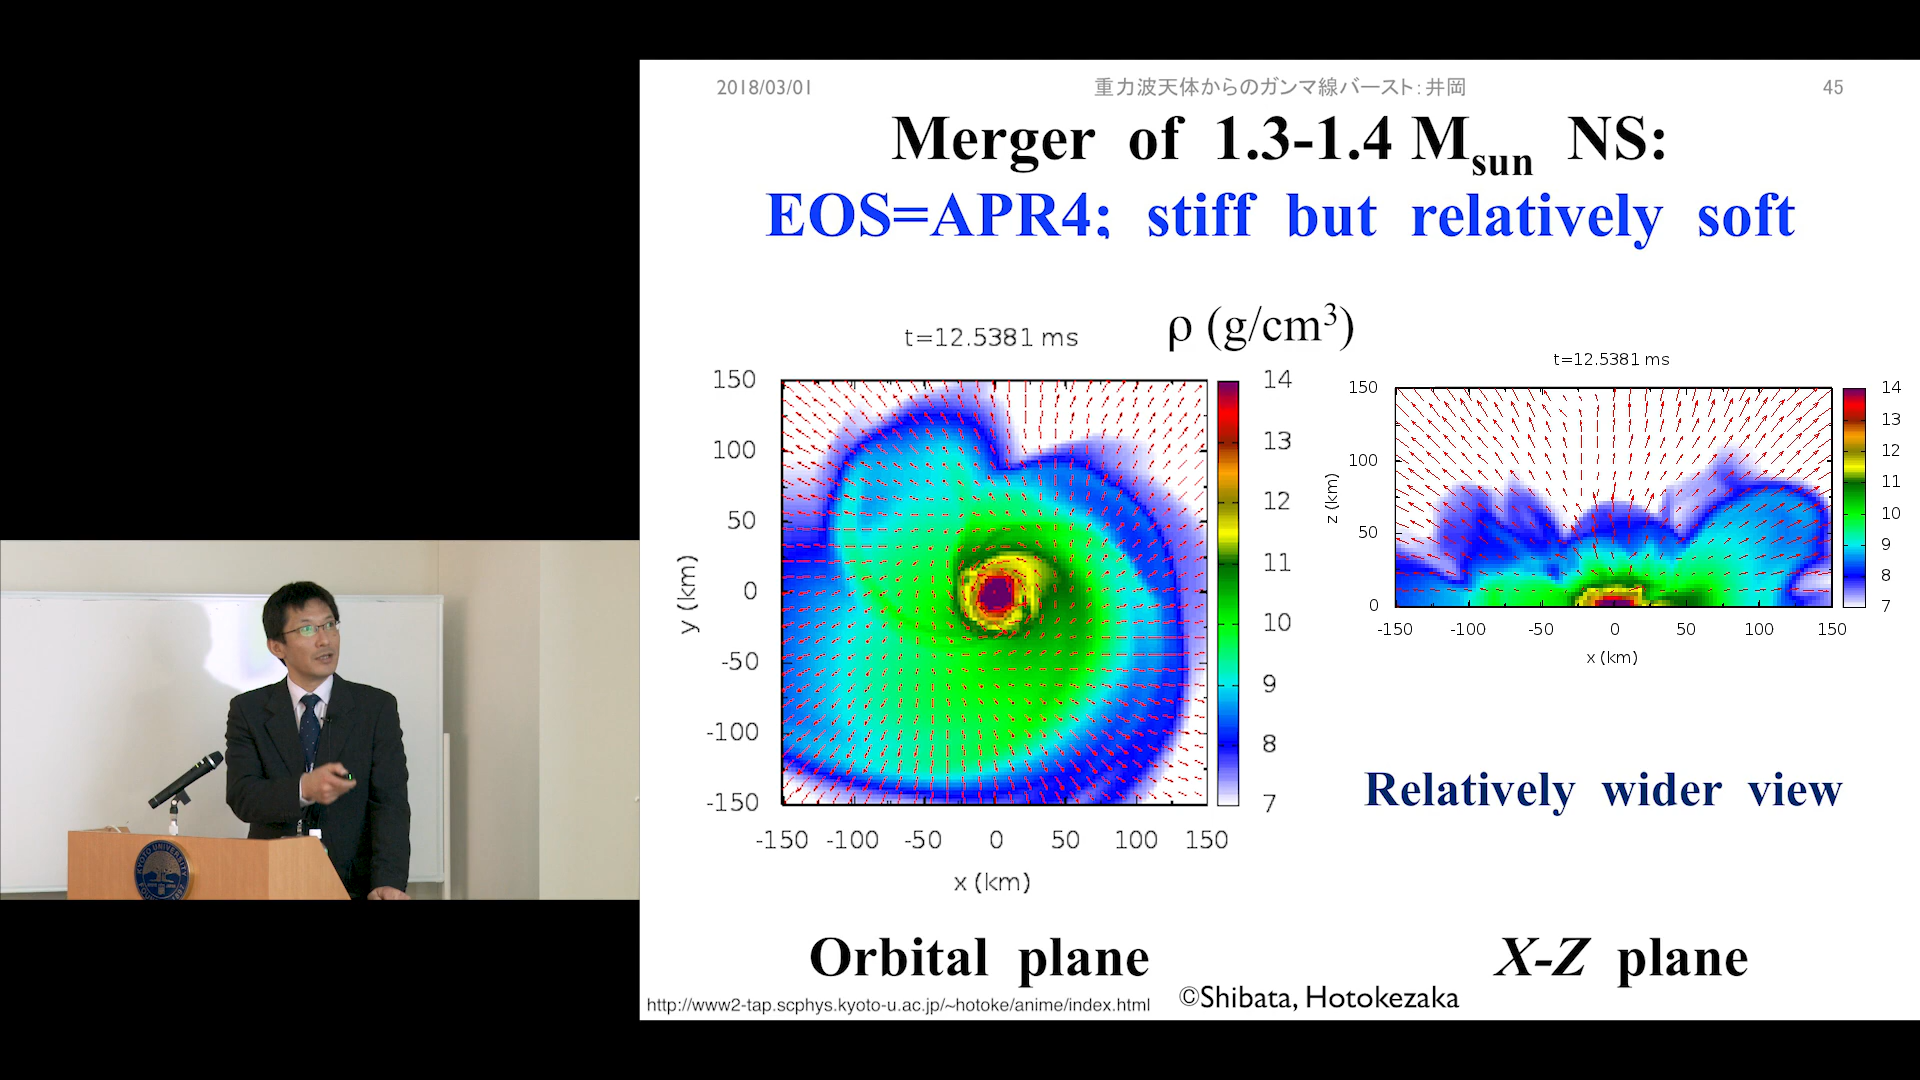 2018/03/01
重力波天体からのガンマ線バースト：井岡
45
Merger of 1.3-1.4 Msun NS:
EOS=APR4; stiff but relatively soft
ρ (g/cm³)
t=12.5381 ms
150
100
50
0
-50
-100
-150
y (km)
-150 -100 -50 0 50 100 150
x (km)
14
13
12
11
10
9
8
7
t=12.5381 ms
150
100
50
0
z (km)
-150 -100 -50 0 50 100 150
x (km)
14
13
12
11
10
9
8
7
Relatively wider view
Orbital plane
X-Z plane
http://www2-tap.scphys.kyoto-u.ac.jp/~hotoke/anime/index.html
©Shibata, Hotokezaka
KYOTO UNIVERSITY